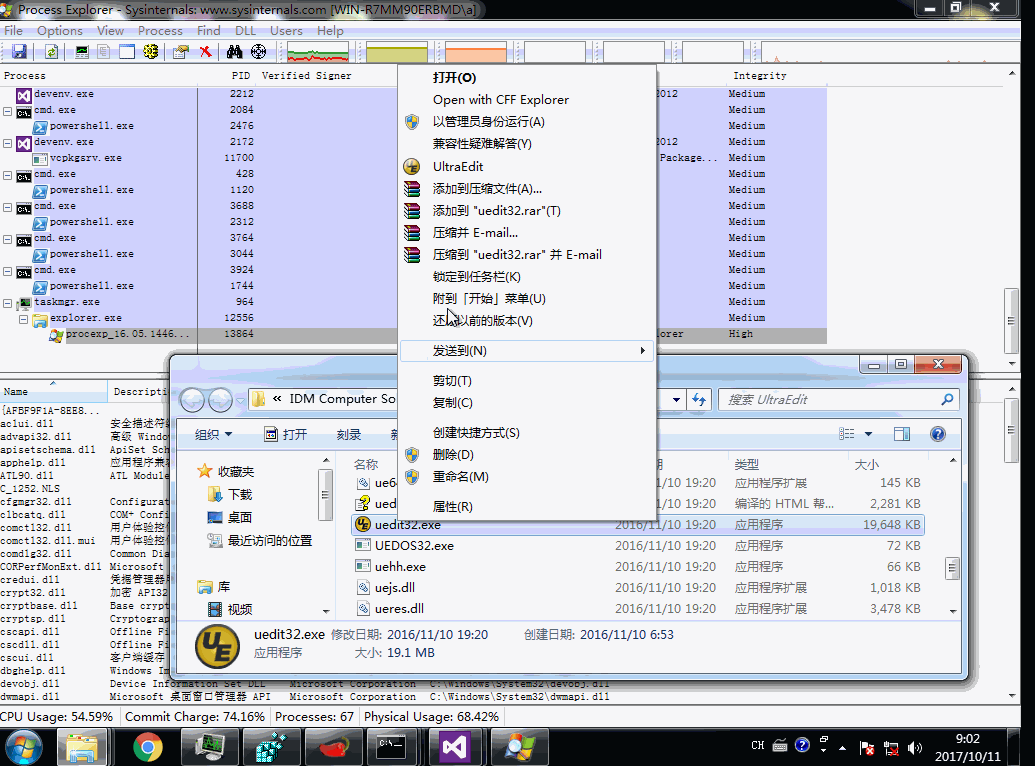 Process Explorer - Sysinternals: www.sysinternals.com [WIN-R7MM90ERBMD\a]
File Options View Process Find DLL Users Help
Process PID Verified Signer Integrity
devenv.exe 2212 2012 Medium
cmd.exe 2084 Medium
powershell.exe 2476 Medium
devenv.exe 2172 2012 Medium
vcpkgsrv.exe 11700 Package... Medium
cmd.exe 428 Medium
powershell.exe 1120 Medium
cmd.exe 3688 Medium
powershell.exe 2312 Medium
cmd.exe 3764 Medium
powershell.exe 3044 Medium
cmd.exe 3924 Medium
powershell.exe 1744 Medium
taskmgr.exe 964 Medium
explorer.exe 12556 Medium
procexp_16.05.1446... 13864 orer High
打开(O)
Open with CFF Explorer
以管理员身份运行(A)
兼容性疑难解答(Y)
UltraEdit
添加到压缩文件(A)...
添加到 "uedit32.rar"(T)
压缩并 E-mail...
压缩到 "uedit32.rar" 并 E-mail
锁定到任务栏(K)
附到「开始」菜单(U)
还 以前的版本(V)
发送到(N)
剪切(T)
复制(C)
创建快捷方式(S)
删除(D)
重命名(M)
属性(R)
Name Descripti
{AFBF9F1A-8EE8...
aclui.dll 安全描述符
advapi32.dll 高级 Windo
apisetschema.dll ApiSet Sch
apphelp.dll 应用程序兼
ATL90.dll ATL Module
C_1252.NLS
cfgmgr32.dll Configurat
clbcatq.dll COM+ Config
comctl32.dll 用户体验控
comctl32.dll.mui 用户体验控
comdlg32.dll Common Dia
CORPerfMonExt.dll Microsoft
credui.dll 凭据管理器
crypt32.dll 加密 API32
cryptbase.dll Base crypt
cryptsp.dll Cryptograp
cscapi.dll Offline Fi
cscdll.dll Offline Fi
cscui.dll 客户端缓存
dbghelp.dll Windows Im
devobj.dll Device Information Set DLL Microsoft Corporation C:\Windows\System32\devobj.dll
dwmapi.dll Microsoft 桌面窗口管理器 API Microsoft Corporation C:\Windows\System32\dwmapi.dll
« IDM Computer So
搜索 UltraEdit
组织 打开 刻录 新
收藏夹
下载
桌面
最近访问的位置
库
视频
名称 期 类型 大小
ue6 /10 19:20 应用程序扩展 145 KB
ued /10 19:20 编译的 HTML 帮... 2,281 KB
uedit32.exe 2016/11/10 19:20 应用程序 19,648 KB
UEDOS32.exe 2016/11/10 19:20 应用程序 72 KB
uehh.exe 2016/11/10 19:20 应用程序 66 KB
uejs.dll 2016/11/10 19:20 应用程序扩展 1,018 KB
ueres.dll 2016/11/10 19:20 应用程序扩展 3,478 KB
UE
uedit32.exe 修改日期: 2016/11/10 19:20 创建日期: 2016/11/10 6:53
应用程序 大小: 19.1 MB
CPU Usage: 54.59% Commit Charge: 74.16% Processes: 67 Physical Usage: 68.42%
CH
9:02
2017/10/11